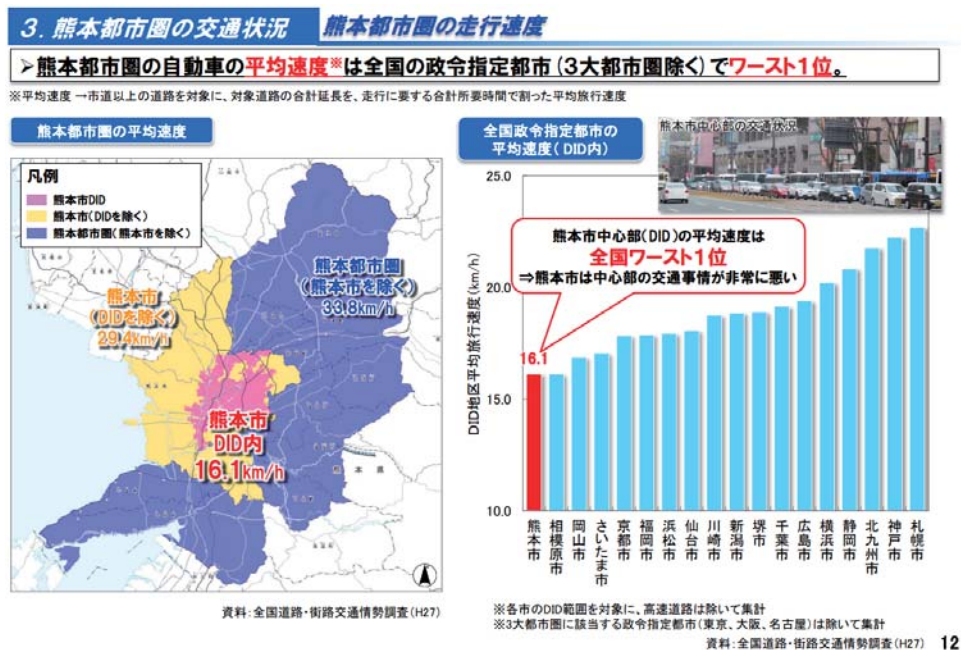 3. 熊本都市圏の交通状況
熊本都市圏の走行速度
➢熊本都市圏の自動車の平均速度※は全国の政令指定都市(3大都市圏除く)でワースト1位。
※平均速度 →市道以上の道路を対象に、対象道路の合計延長を、走行に要する合計所要時間で割った平均旅行速度
熊本都市圏の平均速度
凡例
熊本市DID
熊本市(DIDを除く)
熊本都市圏(熊本市を除く)
熊本市
(DIDを除く)
29.4km/h
熊本都市圏
(熊本市を除く)
33.8km/h
熊本市
DID内
16.1km/h
熊本県
資料:全国道路・街路交通情勢調査(H27)
全国政令指定都市の
平均速度(DID内)
熊本市中心部の交通状況
熊本市中心部(DID)の平均速度は
全国ワースト1位
⇒熊本市は中心部の交通事情が非常に悪い
DID地区平均旅行速度(km/h)
25.0
20.0
15.0
10.0
16.1
熊本市
相模原市
岡山市
さいたま市
京都市
福岡市
浜松市
仙台市
川崎市
新潟市
堺市
千葉市
広島市
横浜市
静岡市
北九州市
神戸市
札幌市
※各市のDID範囲を対象に、高速道路は除いて集計
※3大都市圏に該当する政令指定都市(東京、大阪、名古屋)は除いて集計
資料:全国道路・街路交通情勢調査(H27)
12